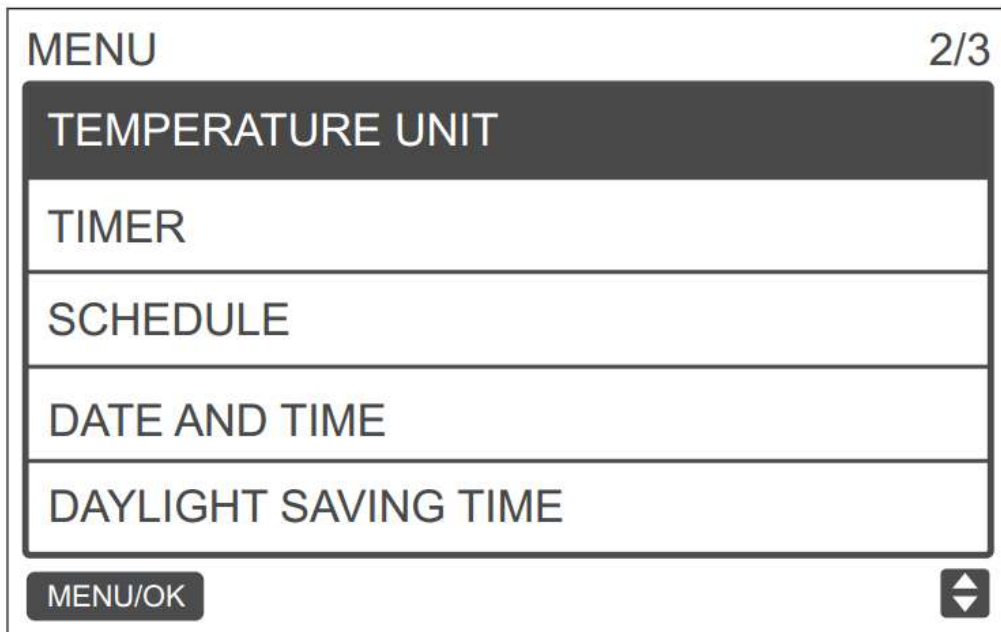 MENU 2/3
TEMPERATURE UNIT
TIMER
SCHEDULE
DATE AND TIME
DAYLIGHT SAVING TIME
MENU/OK